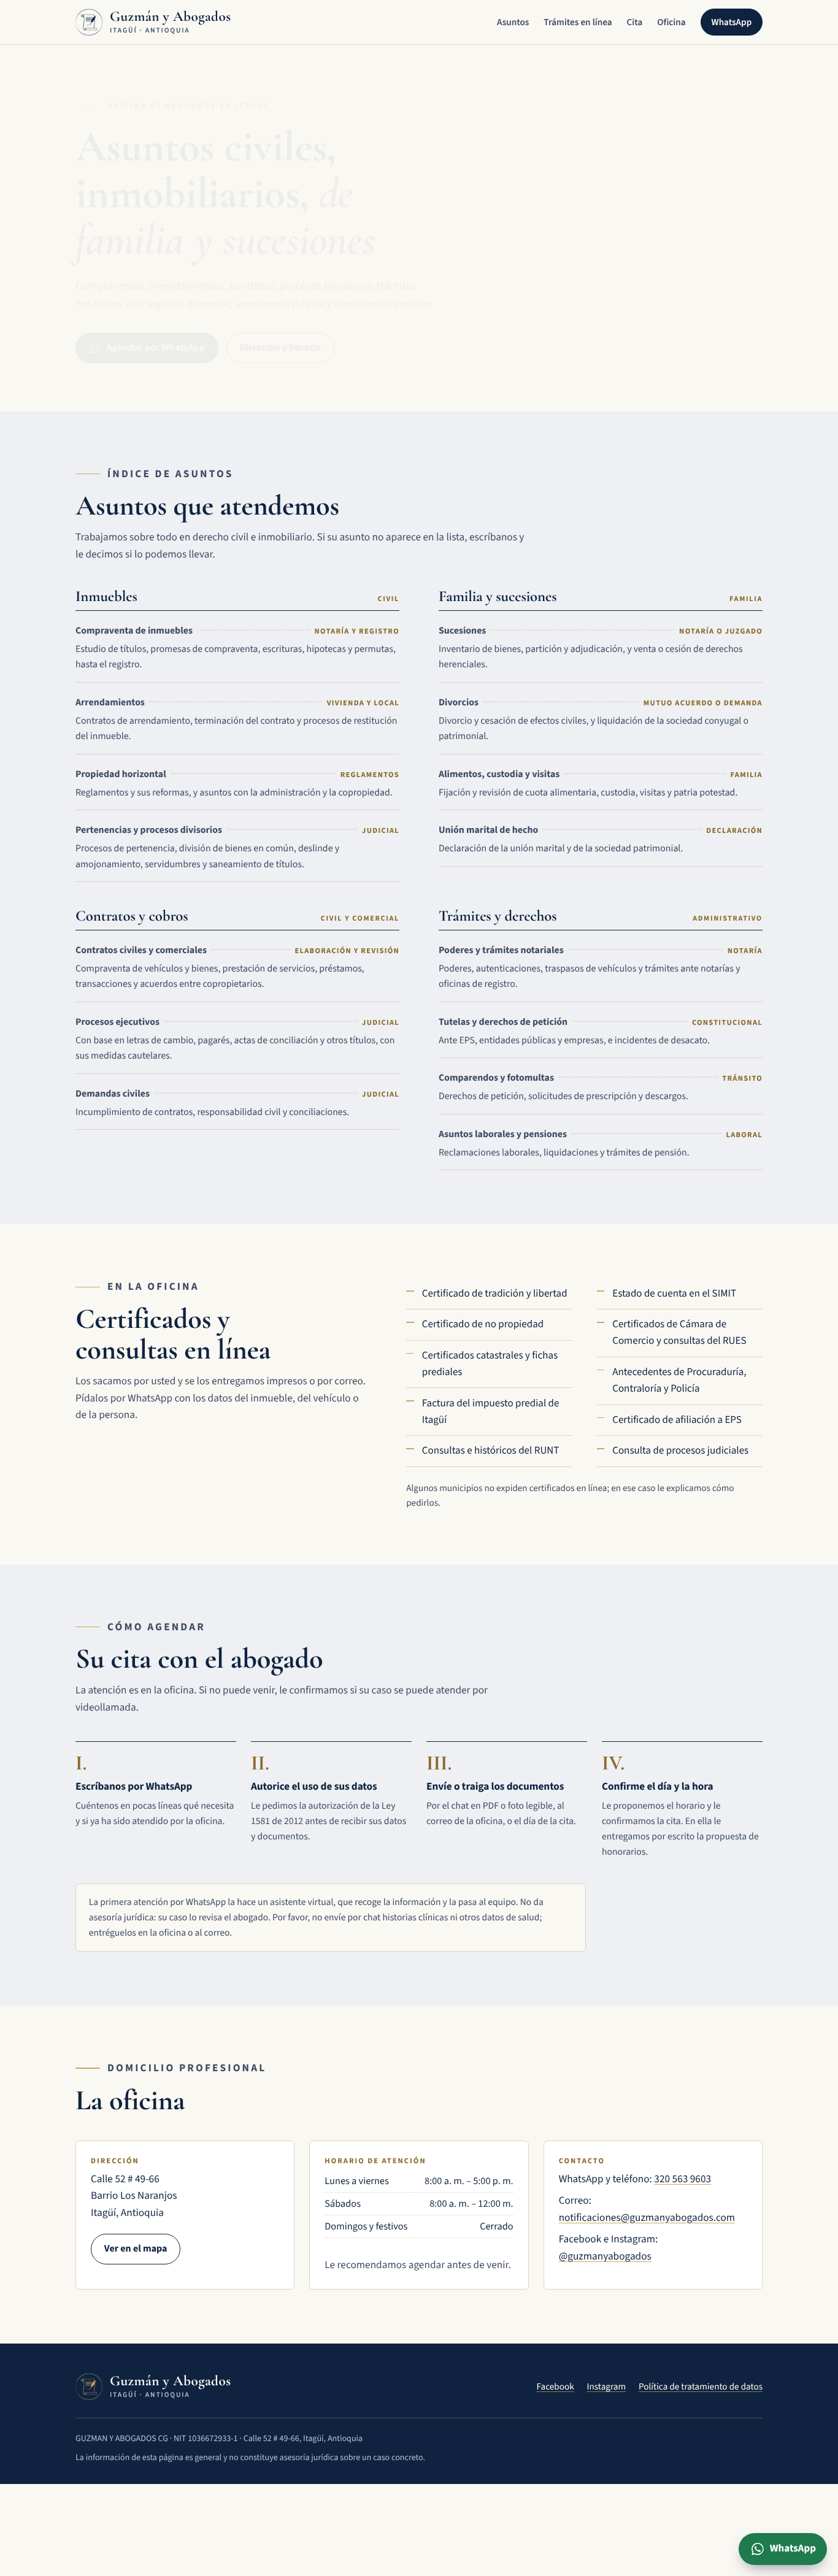 Guzmán y Abogados
ITAGÜÍ · ANTIOQUIA
Asuntos
Trámites en línea
Cita
Oficina
WhatsApp
OFICINA DE ABOGADOS EN ITAGÜÍ
Asuntos civiles,
inmobiliarios, de
familia y sucesiones
Compraventas, arrendamientos, contratos, procesos ejecutivos, trámites
notariales y de registro, divorcios, sucesiones, tutelas y derechos de petición.
Agendar por WhatsApp
Dirección y horario
ÍNDICE DE ASUNTOS
Asuntos que atendemos
Trabajamos sobre todo en derecho civil e inmobiliario. Si su asunto no aparece en la lista, escríbanos y
le decimos si lo podemos llevar.
Inmuebles
CIVIL
Compraventa de inmuebles
NOTARÍA Y REGISTRO
Estudio de títulos, promesas de compraventa, escrituras, hipotecas y permutas,
hasta el registro.
Arrendamientos
VIVIENDA Y LOCAL
Contratos de arrendamiento, terminación del contrato y procesos de restitución
del inmueble.
Propiedad horizontal
REGLAMENTOS
Reglamentos y sus reformas, y asuntos con la administración y la copropiedad.
Pertenencias y procesos divisorios
JUDICIAL
Procesos de pertenencia, división de bienes en común, deslinde y
amojonamiento, servidumbres y saneamiento de títulos.
Familia y sucesiones
FAMILIA
Sucesiones
NOTARÍA O JUZGADO
Inventario de bienes, partición y adjudicación, y venta o cesión de derechos
herenciales.
Divorcios
MUTUO ACUERDO O DEMANDA
Divorcio y cesación de efectos civiles, y liquidación de la sociedad conyugal o
patrimonial.
Alimentos, custodia y visitas
FAMILIA
Fijación y revisión de cuota alimentaria, custodia, visitas y patria potestad.
Unión marital de hecho
DECLARACIÓN
Declaración de la unión marital y de la sociedad patrimonial.
Contratos y cobros
CIVIL Y COMERCIAL
Contratos civiles y comerciales
ELABORACIÓN Y REVISIÓN
Compraventa de vehículos y bienes, prestación de servicios, préstamos,
transacciones y acuerdos entre copropietarios.
Procesos ejecutivos
JUDICIAL
Con base en letras de cambio, pagarés, actas de conciliación y otros títulos, con
sus medidas cautelares.
Demandas civiles
JUDICIAL
Incumplimiento de contratos, responsabilidad civil y conciliaciones.
Trámites y derechos
ADMINISTRATIVO
Poderes y trámites notariales
NOTARÍA
Poderes, autenticaciones, traspasos de vehículos y trámites ante notarías y
oficinas de registro.
Tutelas y derechos de petición
CONSTITUCIONAL
Ante EPS, entidades públicas y empresas, e incidentes de desacato.
Comparendos y fotomultas
TRÁNSITO
Derechos de petición, solicitudes de prescripción y descargos.
Asuntos laborales y pensiones
LABORAL
Reclamaciones laborales, liquidaciones y trámites de pensión.
EN LA OFICINA
Certificados y
consultas en línea
Los sacamos por usted y se los entregamos impresos o por correo.
Pídalos por WhatsApp con los datos del inmueble, del vehículo o
de la persona.
Certificado de tradición y libertad
Certificado de no propiedad
Certificados catastrales y fichas
prediales
Factura del impuesto predial de
Itagüí
Consultas e históricos del RUNT
Estado de cuenta en el SIMIT
Certificados de Cámara de
Comercio y consultas del RUES
Antecedentes de Procuraduría,
Contraloría y Policía
Certificado de afiliación a EPS
Consulta de procesos judiciales
Algunos municipios no expiden certificados en línea; en ese caso le explicamos cómo
pedirlos.
CÓMO AGENDAR
Su cita con el abogado
La atención es en la oficina. Si no puede venir, le confirmamos si su caso se puede atender por
videollamada.
I.
Escríbanos por WhatsApp
Cuéntenos en pocas líneas qué necesita
y si ya ha sido atendido por la oficina.
II.
Autorice el uso de sus datos
Le pedimos la autorización de la Ley
1581 de 2012 antes de recibir sus datos
y documentos.
III.
Envíe o traiga los documentos
Por el chat en PDF o foto legible, al
correo de la oficina, o el día de la cita.
IV.
Confirme el día y la hora
Le proponemos el horario y le
confirmamos la cita. En ella le
entregamos por escrito la propuesta de
honorarios.
La primera atención por WhatsApp la hace un asistente virtual, que recoge la información y la pasa al equipo. No da
asesoría jurídica: su caso lo revisa el abogado. Por favor, no envíe por chat historias clínicas ni otros datos de salud;
entréguelos en la oficina o al correo.
DOMICILIO PROFESIONAL
La oficina
DIRECCIÓN
Calle 52 # 49-66
Barrio Los Naranjos
Itagüí, Antioquia
Ver en el mapa
HORARIO DE ATENCIÓN
Lunes a viernes 8:00 a. m. – 5:00 p. m.
Sábados 8:00 a. m. – 12:00 m.
Domingos y festivos Cerrado
Le recomendamos agendar antes de venir.
CONTACTO
WhatsApp y teléfono: 320 563 9603
Correo:
notificaciones@guzmanyabogados.com
Facebook e Instagram:
@guzmanyabogados
Guzmán y Abogados
ITAGÜÍ · ANTIOQUIA
Facebook
Instagram
Política de tratamiento de datos
GUZMAN Y ABOGADOS CG · NIT 1036672933-1 · Calle 52 # 49-66, Itagüí, Antioquia
La información de esta página es general y no constituye asesoría jurídica sobre un caso concreto.
WhatsApp